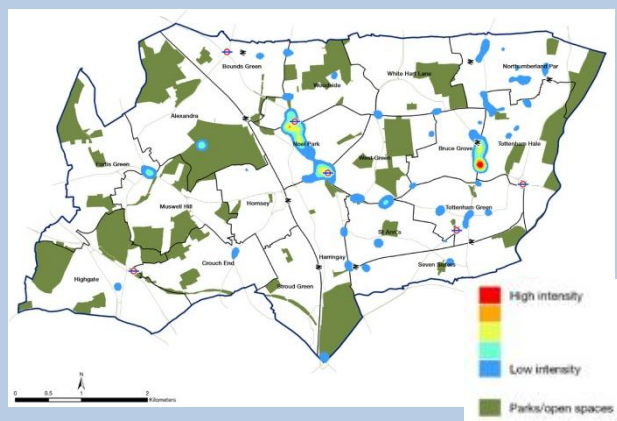 Bounds Green
Woodside
White Hart Lane
Northumberland Par
Alexandra
Noel Park
West Green
Bruce Grove
Tottenham Hale
Fortis Green
Muswell Hill
Hornsey
Tottenham Green
St Ann's
Harringay
Seven Sisters
Crouch End
Stroud Green
Highgate
High intensity
Low intensity
Parks/open spaces
N
0 0.5 1 2
Kilometers